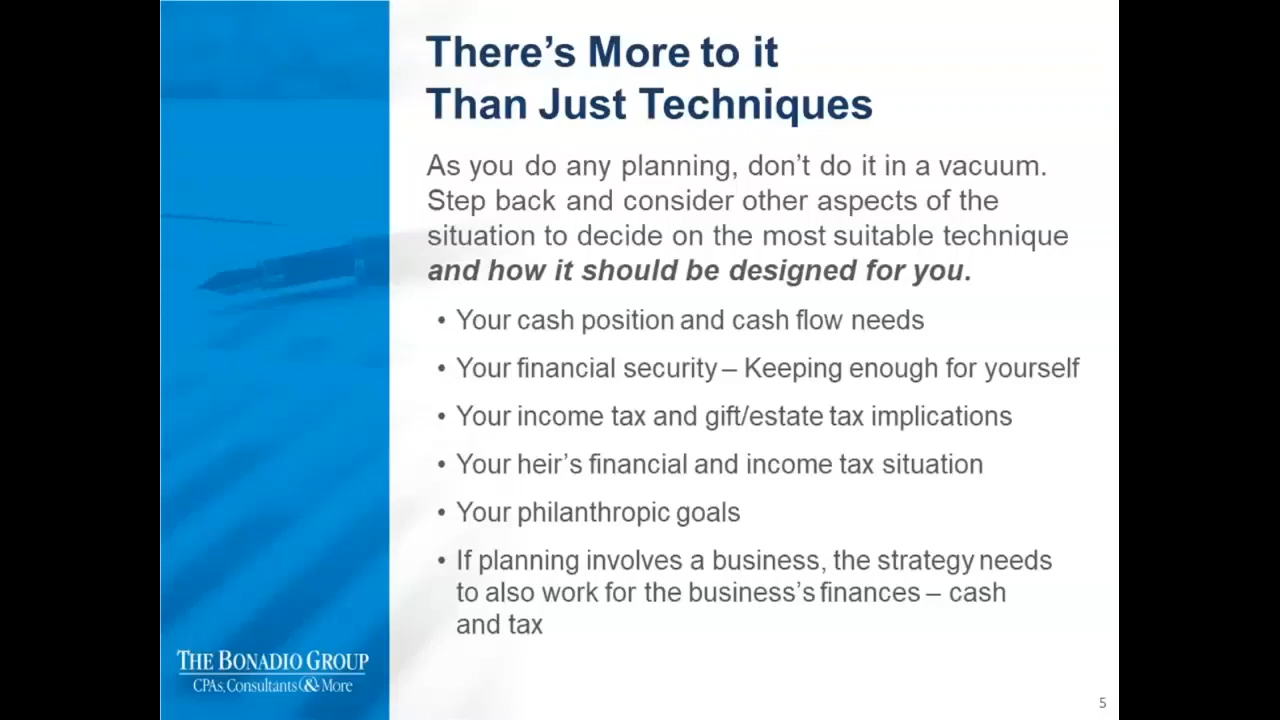 There's More to it
Than Just Techniques
As you do any planning, don't do it in a vacuum.
Step back and consider other aspects of the
situation to decide on the most suitable technique
and how it should be designed for you.
• Your cash position and cash flow needs
• Your financial security – Keeping enough for yourself
• Your income tax and gift/estate tax implications
• Your heir's financial and income tax situation
• Your philanthropic goals
• If planning involves a business, the strategy needs
to also work for the business's finances – cash
and tax
THE BONADIO GROUP
CPAs, Consultants & More
5